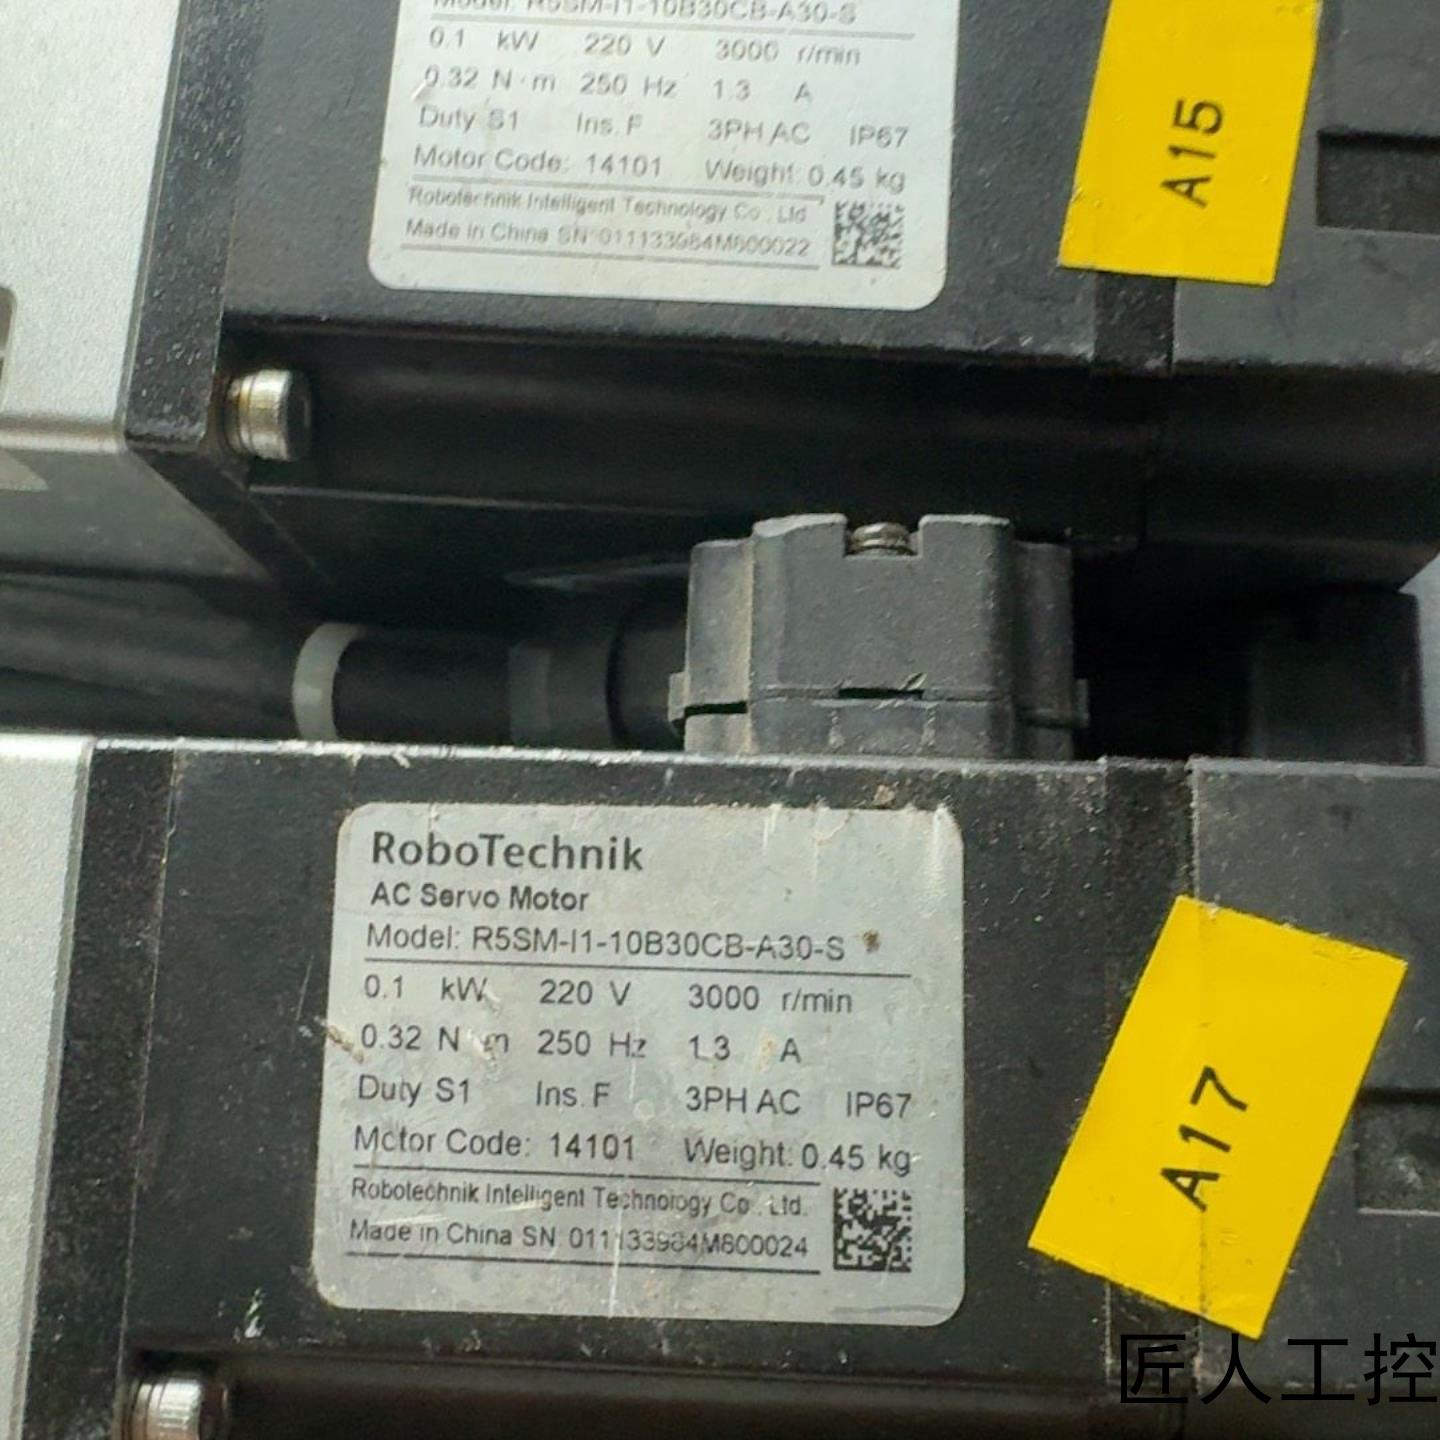 Model: R5SM-I1-10B30CB-A30-S
0.1 kW 220 V 3000 r/min
0.32 N·m 250 Hz 1.3 A
Duty S1 Ins. F 3PH AC IP67
Motor Code: 14101 Weight: 0.45 kg
Robotechnik Intelligent Technology Co., Ltd.
Made in China SN: 011133984M800022
A15
RoboTechnik
AC Servo Motor
Model: R5SM-I1-10B30CB-A30-S
0.1 kW 220 V 3000 r/min
0.32 N·m 250 Hz 1.3 A
Duty S1 Ins. F 3PH AC IP67
Motor Code: 14101 Weight: 0.45 kg
Robotechnik Intelligent Technology Co., Ltd.
Made in China SN: 011133984M800024
A17
匠人工控